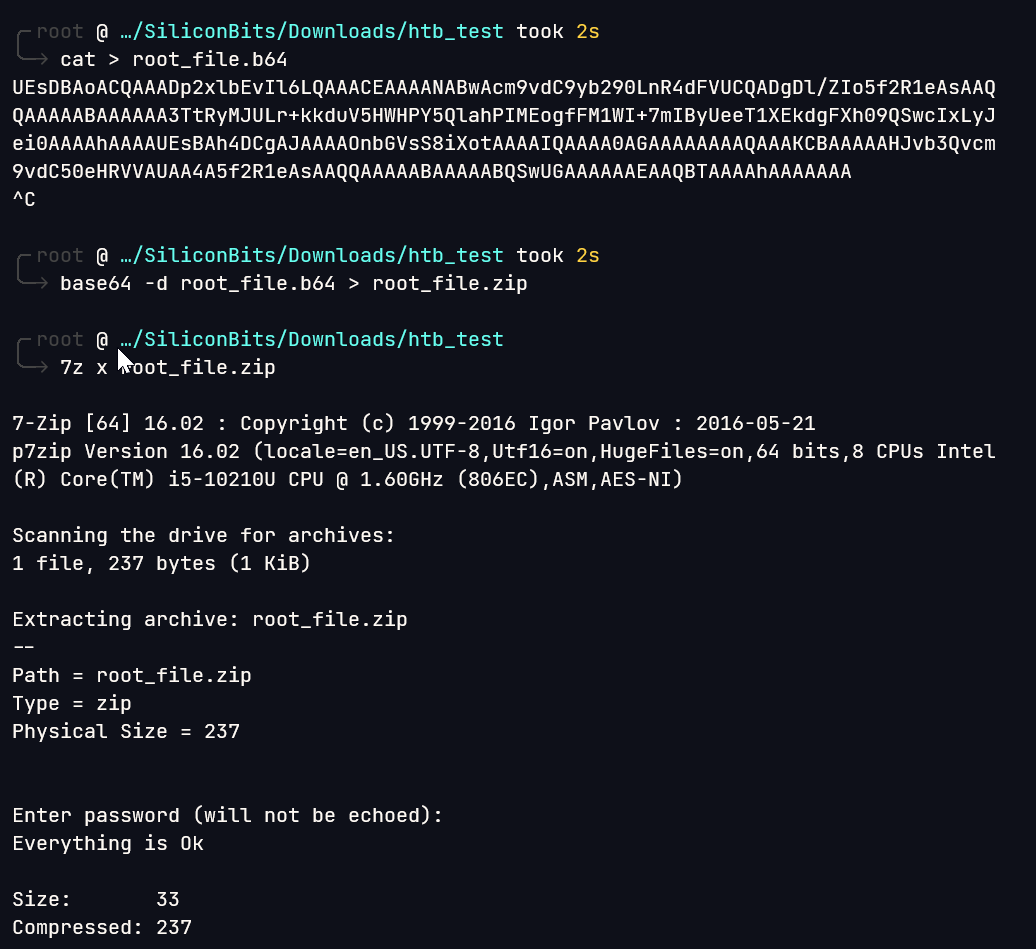 root @ …/SiliconBits/Downloads/htb_test took 2s
cat > root_file.b64
UEsDBAoACQAAADp2xlbEvIl6LQAAACEAAAANABwAcm9vdC9yb290LnR4dFVUCQADgDl/ZIo5f2R1eAsAAQ
QAAAAABAAAAAA3TtRyMJULr+kkduV5HWHPY5QlahPIMEogfFM1WI+7mIByUeeT1XEkdgFXh09QSwcIxLyJ
ei0AAAAhAAAAUEsBAh4DCgAJAAAAOnbGVsS8iXotAAAAIQAAAA0AGAAAAAAAAQAAAKCBAAAAAHJvb3Qvcm
9vdC50eHRVVAUAA4A5f2R1eAsAAQQAAAAABAAAAABQSwUGAAAAAAEAAQBTAAAAhAAAAAAA
^C
root @ …/SiliconBits/Downloads/htb_test took 2s
base64 -d root_file.b64 > root_file.zip
root @ …/SiliconBits/Downloads/htb_test
7z x root_file.zip
7-Zip [64] 16.02 : Copyright (c) 1999-2016 Igor Pavlov : 2016-05-21
p7zip Version 16.02 (locale=en_US.UTF-8,Utf16=on,HugeFiles=on,64 bits,8 CPUs Intel
(R) Core(TM) i5-10210U CPU @ 1.60GHz (806EC),ASM,AES-NI)
Scanning the drive for archives:
1 file, 237 bytes (1 KiB)
Extracting archive: root_file.zip
--
Path = root_file.zip
Type = zip
Physical Size = 237
Enter password (will not be echoed):
Everything is Ok
Size:       33
Compressed: 237